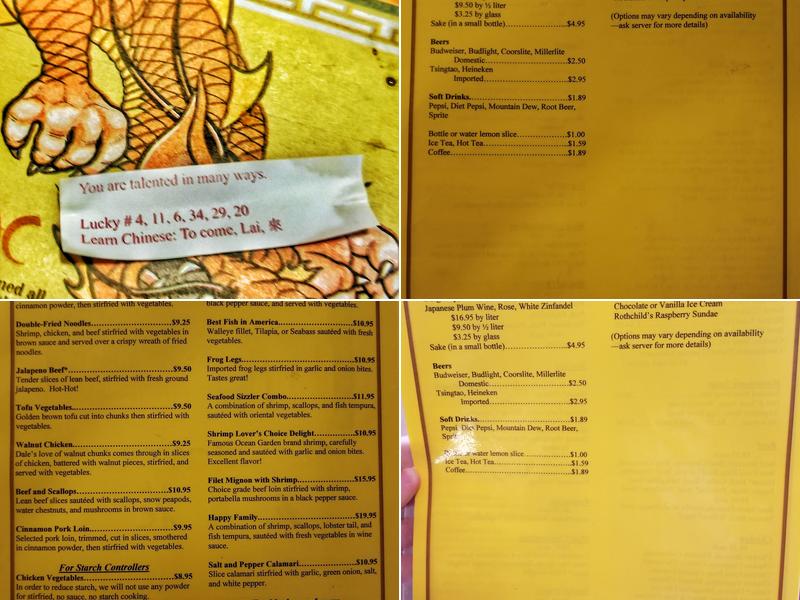 You are talented in many ways.
Lucky # 4, 11, 6, 34, 29, 20
Learn Chinese: To come, Lai, 來
$9.50 by ½ liter
$3.25 by glass
Sake (in a small bottle)....................$4.95
Beers
Budweiser, Budlight, Coorslite, Millerlite
Domestic....................$2.50
Tsingtao, Heineken
Imported....................$2.95
Soft Drinks....................$1.89
Pepsi, Diet Pepsi, Mountain Dew, Root Beer,
Sprite
Bottle or water lemon slice....................$1.00
Ice Tea, Hot Tea....................$1.59
Coffee....................$1.89
(Options may vary depending on availability
—ask server for more details)
cinnamon powder, then stirfried with vegetables.
Double-Fried Noodles....................$9.25
Shrimp, chicken, and beef stirfried with vegetables in
brown sauce and served over a crispy wreath of fried
noodles.
Jalapeno Beef*....................$9.50
Tender slices of lean beef, stirfried with fresh ground
jalapeno. Hot-Hot!
Tofu Vegetables....................$9.50
Golden brown tofu cut into chunks then stirfried with
vegetables.
Walnut Chicken....................$9.25
Dale's love of walnut chunks comes through in slices
of chicken, battered with walnut pieces, stirfried, and
served with vegetables.
Beef and Scallops....................$10.95
Lean beef slices sautéed with scallops, snow peapods,
water chestnuts, and mushrooms in brown sauce.
Cinnamon Pork Loin....................$9.95
Selected pork loin, trimmed, cut in slices, smothered
in cinnamon powder, then stirfried with vegetables.
For Starch Controllers
Chicken Vegetables....................$8.95
In order to reduce starch, we will not use any powder
for stirfried, no sauce, no starch cooking.
black pepper sauce, and served with vegetables.
Best Fish in America....................$10.95
Walleye fillet, Tilapia, or Seabass sautéed with fresh
vegetables.
Frog Legs....................$10.95
Imported frog legs stirfried in garlic and onion bites.
Tastes great!
Seafood Sizzler Combo....................$11.95
A combination of shrimp, scallops, and fish tempura,
sautéed with oriental vegetables.
Shrimp Lover's Choice Delight....................$10.95
Famous Ocean Garden brand shrimp, carefully
seasoned and sautéed with garlic and onion bites.
Excellent flavor!
Filet Mignon with Shrimp....................$15.95
Choice grade beef loin stirfried with shrimp,
portabella mushrooms in a black pepper sauce.
Happy Family....................$19.95
A combination of shrimp, scallops, lobster tail, and
fish tempura, sautéed with fresh vegetables in wine
sauce.
Salt and Pepper Calamari....................$10.95
Slice calamari stirfried with garlic, green onion, salt,
and white pepper.
Japanese Plum Wine, Rose, White Zinfandel
$16.95 by liter
$9.50 by ½ liter
$3.25 by glass
Sake (in a small bottle)....................$4.95
Beers
Budweiser, Budlight, Coorslite, Millerlite
Domestic....................$2.50
Tsingtao, Heineken
Imported....................$2.95
Soft Drinks....................$1.89
Pepsi, Diet Pepsi, Mountain Dew, Root Beer,
Sprite
Bottle or water lemon slice....................$1.00
Ice Tea, Hot Tea....................$1.59
Coffee....................$1.89
Chocolate or Vanilla Ice Cream
Rothchild's Raspberry Sundae
(Options may vary depending on availability
—ask server for more details)